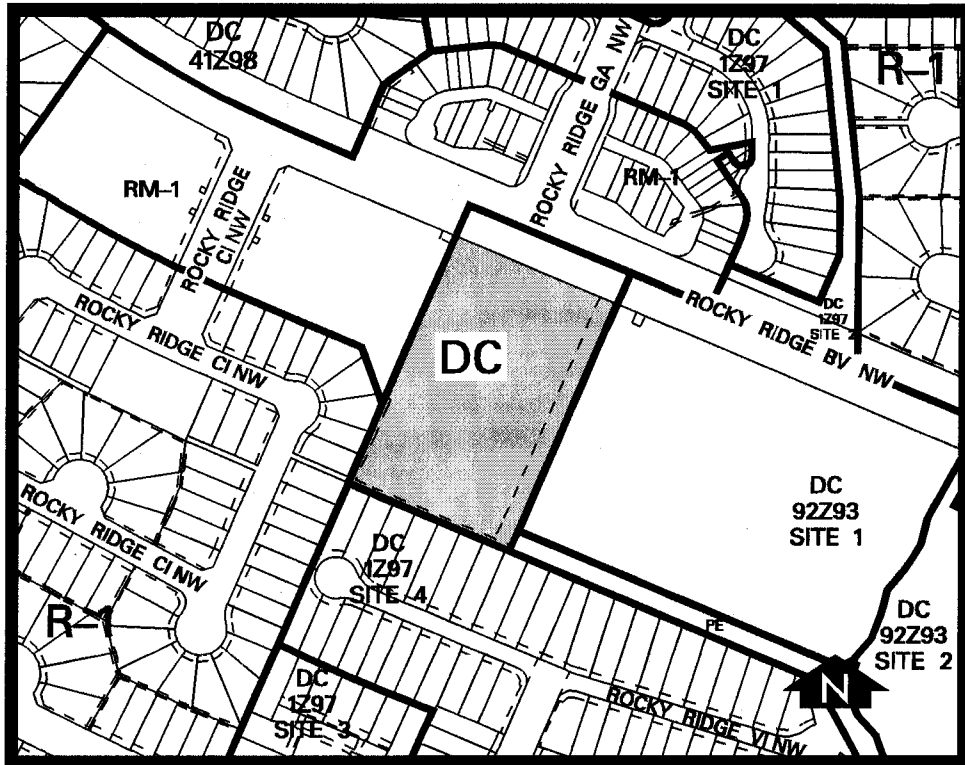 DC
41Z98
DC
1Z97
SITE 1
R-1
ROCKY RIDGE GA NW
RM-1
ROCKY RIDGE
CI NW
RM-1
ROCKY RIDGE CI NW
DC
ROCKY RIDGE BV NW
DC
1Z97
SITE
ROCKY RIDGE CI NW
DC
1Z97
SITE 4
DC
92Z93
SITE 1
R-1
PE
DC
92Z93
SITE 2
DC
1Z97
SITE 3
ROCKY RIDGE VI NW
N